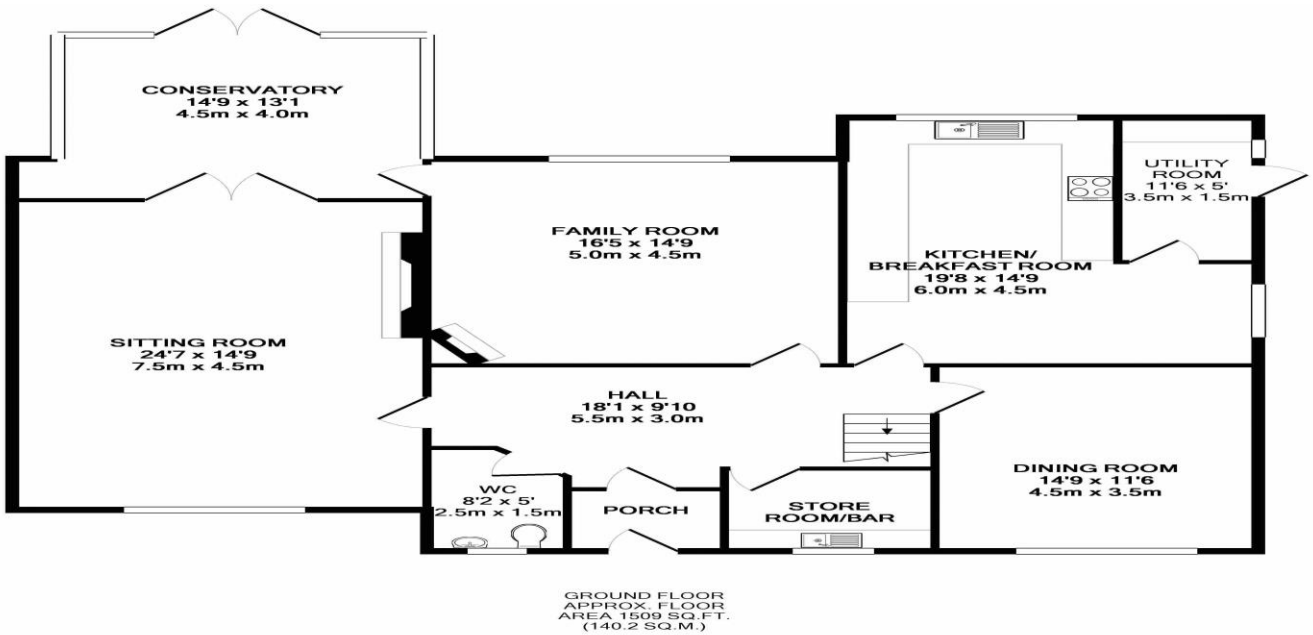 CONSERVATORY
14'9 x 13'1
4.5m x 4.0m
UTILITY
ROOM
11'6 x 5'
3.5m x 1.5m
FAMILY ROOM
16'5 x 14'9
5.0m x 4.5m
KITCHEN/
BREAKFAST ROOM
19'8 x 14'9
6.0m x 4.5m
SITTING ROOM
24'7 x 14'9
7.5m x 4.5m
HALL
18'1 x 9'10
5.5m x 3.0m
DINING ROOM
14'9 x 11'6
4.5m x 3.5m
WC
8'2 x 5'
2.5m x 1.5m
PORCH
STORE
ROOM/BAR
GROUND FLOOR
APPROX. FLOOR
AREA 1509 SQ.FT.
(140.2 SQ.M.)